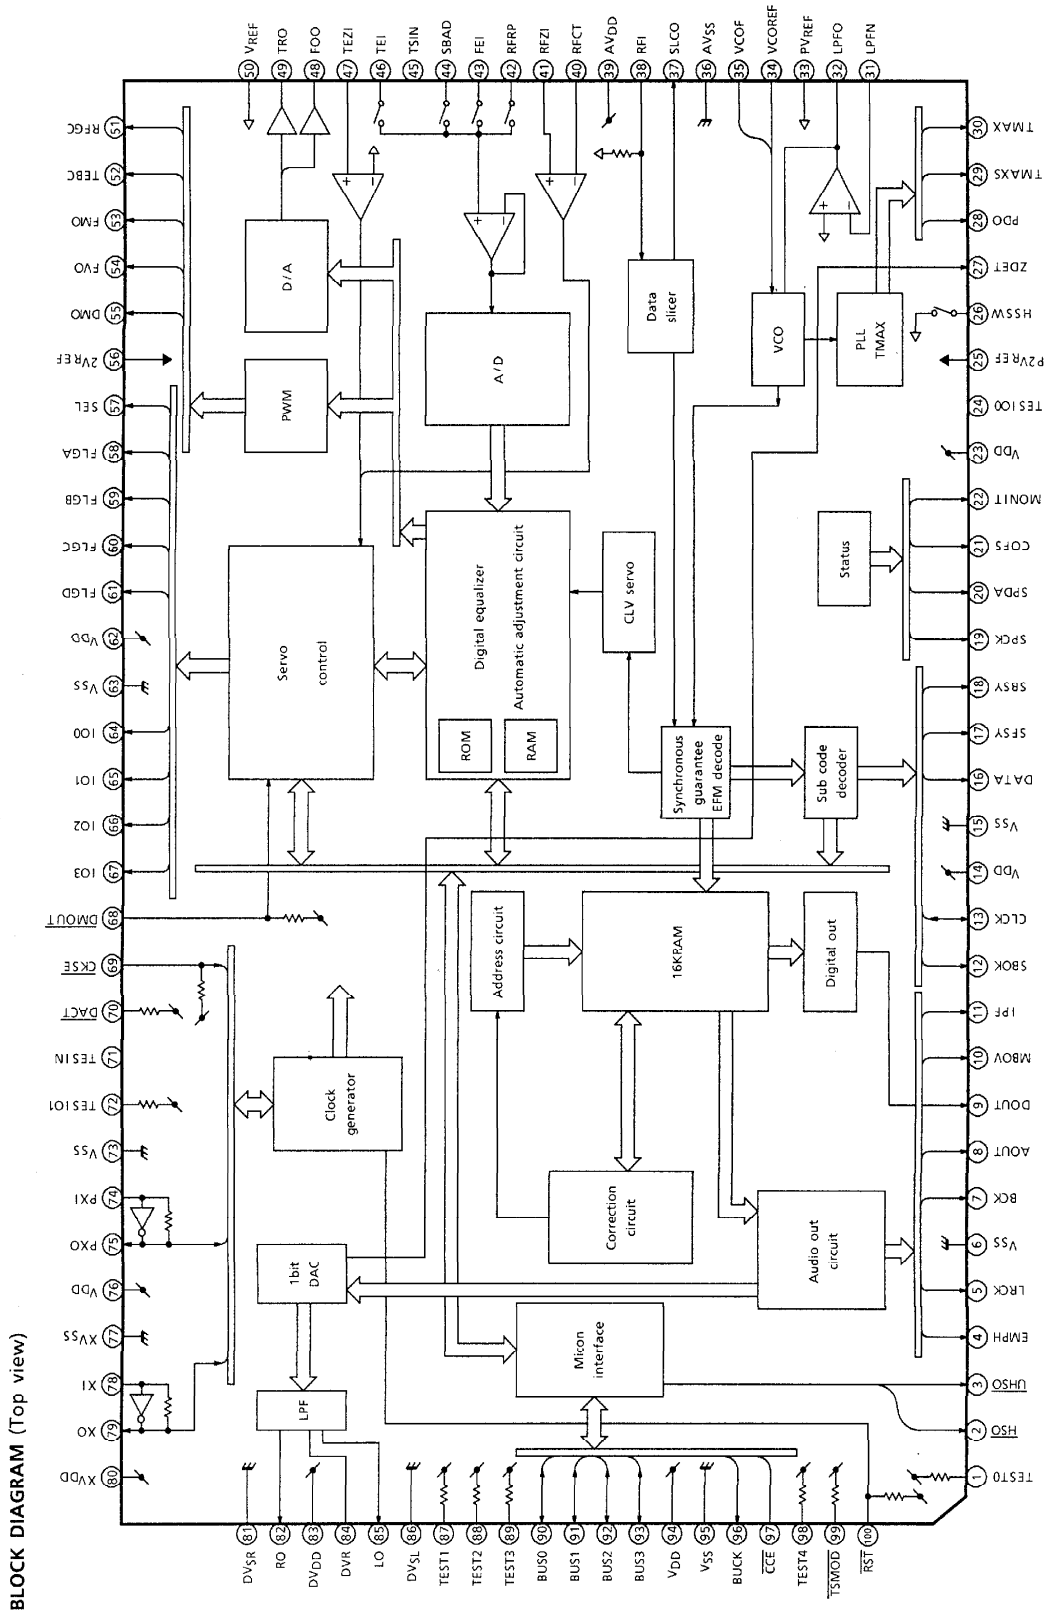 BLOCK DIAGRAM (Top view)
50 VREF
49 TRO
48 FOO
47 TEZI
46 TEI
45 TSIN
44 SBAD
43 FEI
42 RFRP
41 RFZI
40 RFCT
39 AVDD
38 RFI
37 SLCO
36 AVSS
35 VCOF
34 VCOREF
33 PVREF
32 LPFO
31 LPFN
RFGC 51
TEBC 52
FMO 53
FVO 54
DMO 55
2VREF 56
SEL 57
FLGA 58
FLGB 59
FLGC 60
FLGD 61
VDD 62
VSS 63
IO0 64
IO1 65
IO2 66
IO3 67
DMOUT 68
CKSE 69
DACT 70
TESIN 71
TESIO1 72
VSS 73
PXI 74
PXO 75
VDD 76
XVSS 77
XI 78
XO 79
XVDD 80
D/A
PWM
A/D
Servo
control
Digital equalizer
Automatic adjustment circuit
ROM
RAM
CLV servo
Data
slicer
VCO
PLL
TMAX
Status
Synchronous
guarantee
EFM decode
Sub code
decoder
Address circuit
16KRAM
Digital out
Clock
generator
Correction
circuit
Audio out
circuit
1bit
DAC
LPF
Micon
interface
30 TMAX
29 TMAXS
28 PDO
27 ZDET
26 HSSW
25 P2VREF
24 TESIO0
23 VDD
22 MONIT
21 COFS
20 SPDA
19 SPCK
18 SBSY
17 SFSY
16 DATA
15 VSS
14 VDD
13 CLCK
12 SBOK
11 IPF
10 MBOV
9 DOUT
8 AOUT
7 BCK
6 VSS
5 LRCK
4 EMPH
3 UHSO
2 HSO
1 TEST0
81 DVSR
82 RO
83 DVDD
84 DVR
85 LO
86 DVSL
87 TEST1
88 TEST2
89 TEST3
90 BUS0
91 BUS1
92 BUS2
93 BUS3
94 VDD
95 VSS
96 BUCK
97 CCE
98 TEST4
99 TSMOD
100 RST